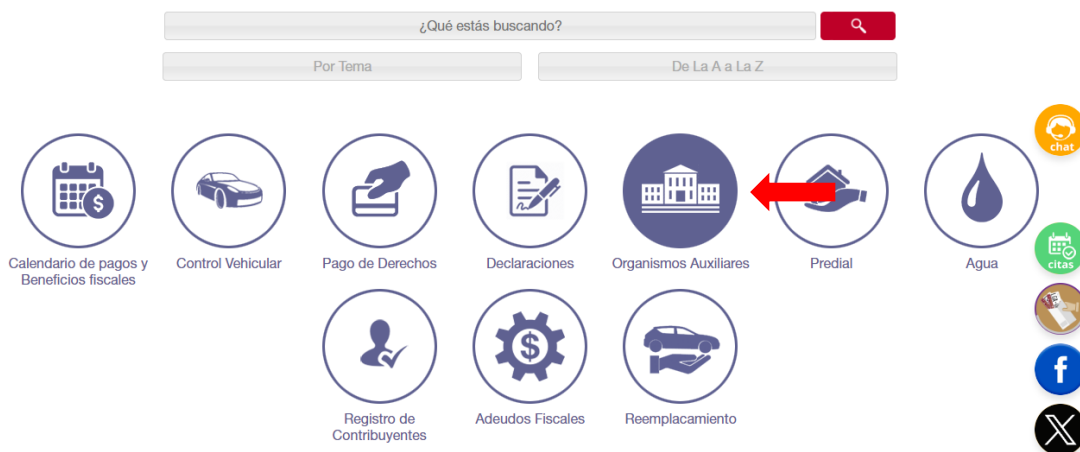 ¿Qué estás buscando?
Por Tema
De La A a La Z
chat
Calendario de pagos y
Beneficios fiscales
Control Vehicular
Pago de Derechos
Declaraciones
Organismos Auxiliares
Predial
Agua
citas
Registro de
Contribuyentes
Adeudos Fiscales
Reemplacamiento